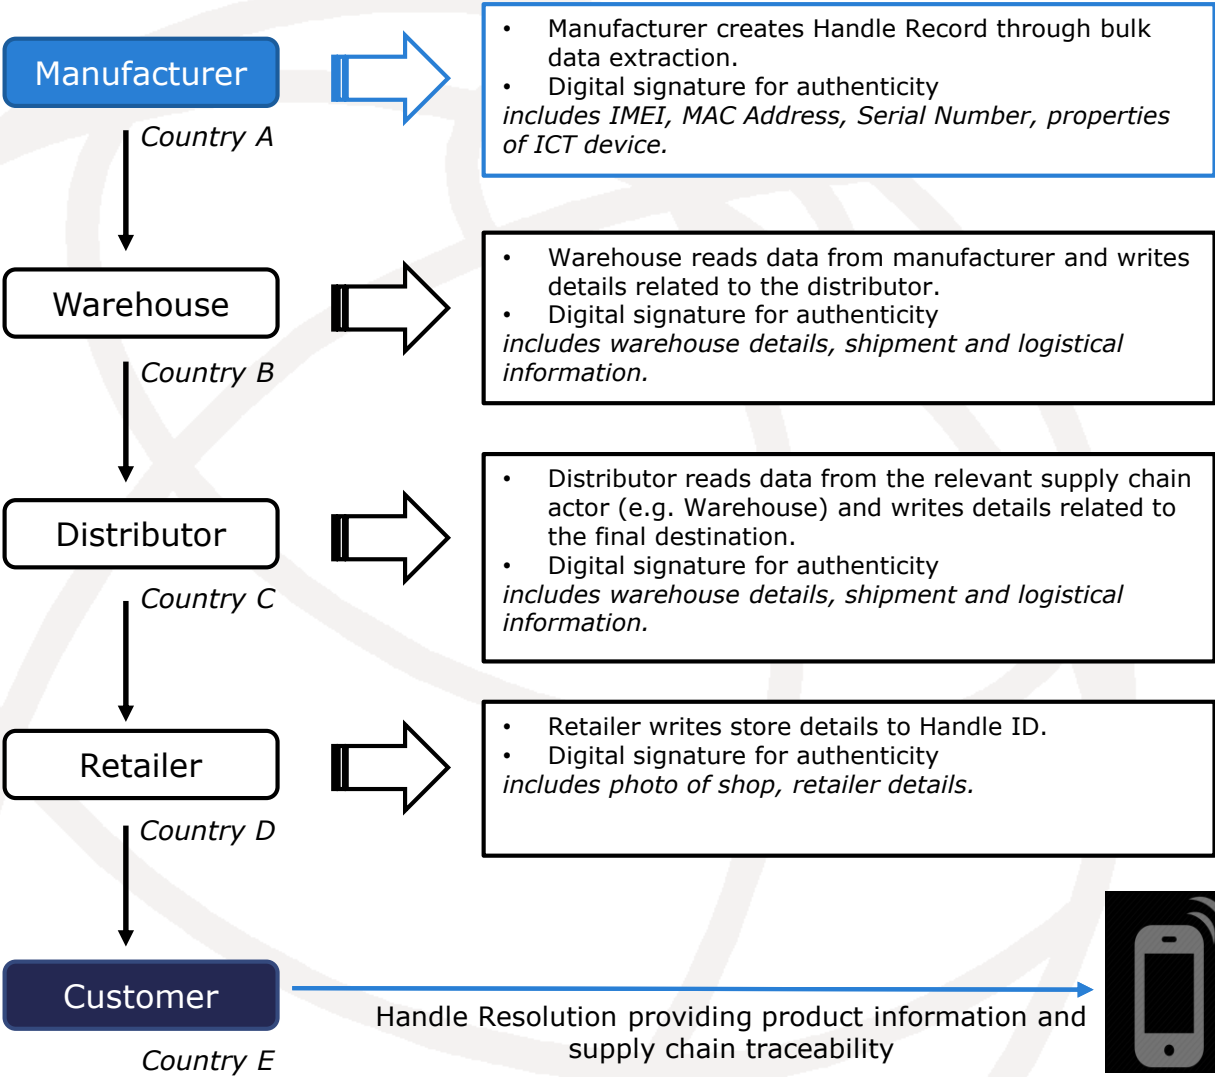 Manufacturer
Country A
• Manufacturer creates Handle Record through bulk
data extraction.
• Digital signature for authenticity
includes IMEI, MAC Address, Serial Number, properties
of ICT device.
Warehouse
Country B
• Warehouse reads data from manufacturer and writes
details related to the distributor.
• Digital signature for authenticity
includes warehouse details, shipment and logistical
information.
Distributor
Country C
• Distributor reads data from the relevant supply chain
actor (e.g. Warehouse) and writes details related to
the final destination.
• Digital signature for authenticity
includes warehouse details, shipment and logistical
information.
Retailer
Country D
• Retailer writes store details to Handle ID.
• Digital signature for authenticity
includes photo of shop, retailer details.
Customer
Country E
Handle Resolution providing product information and
supply chain traceability